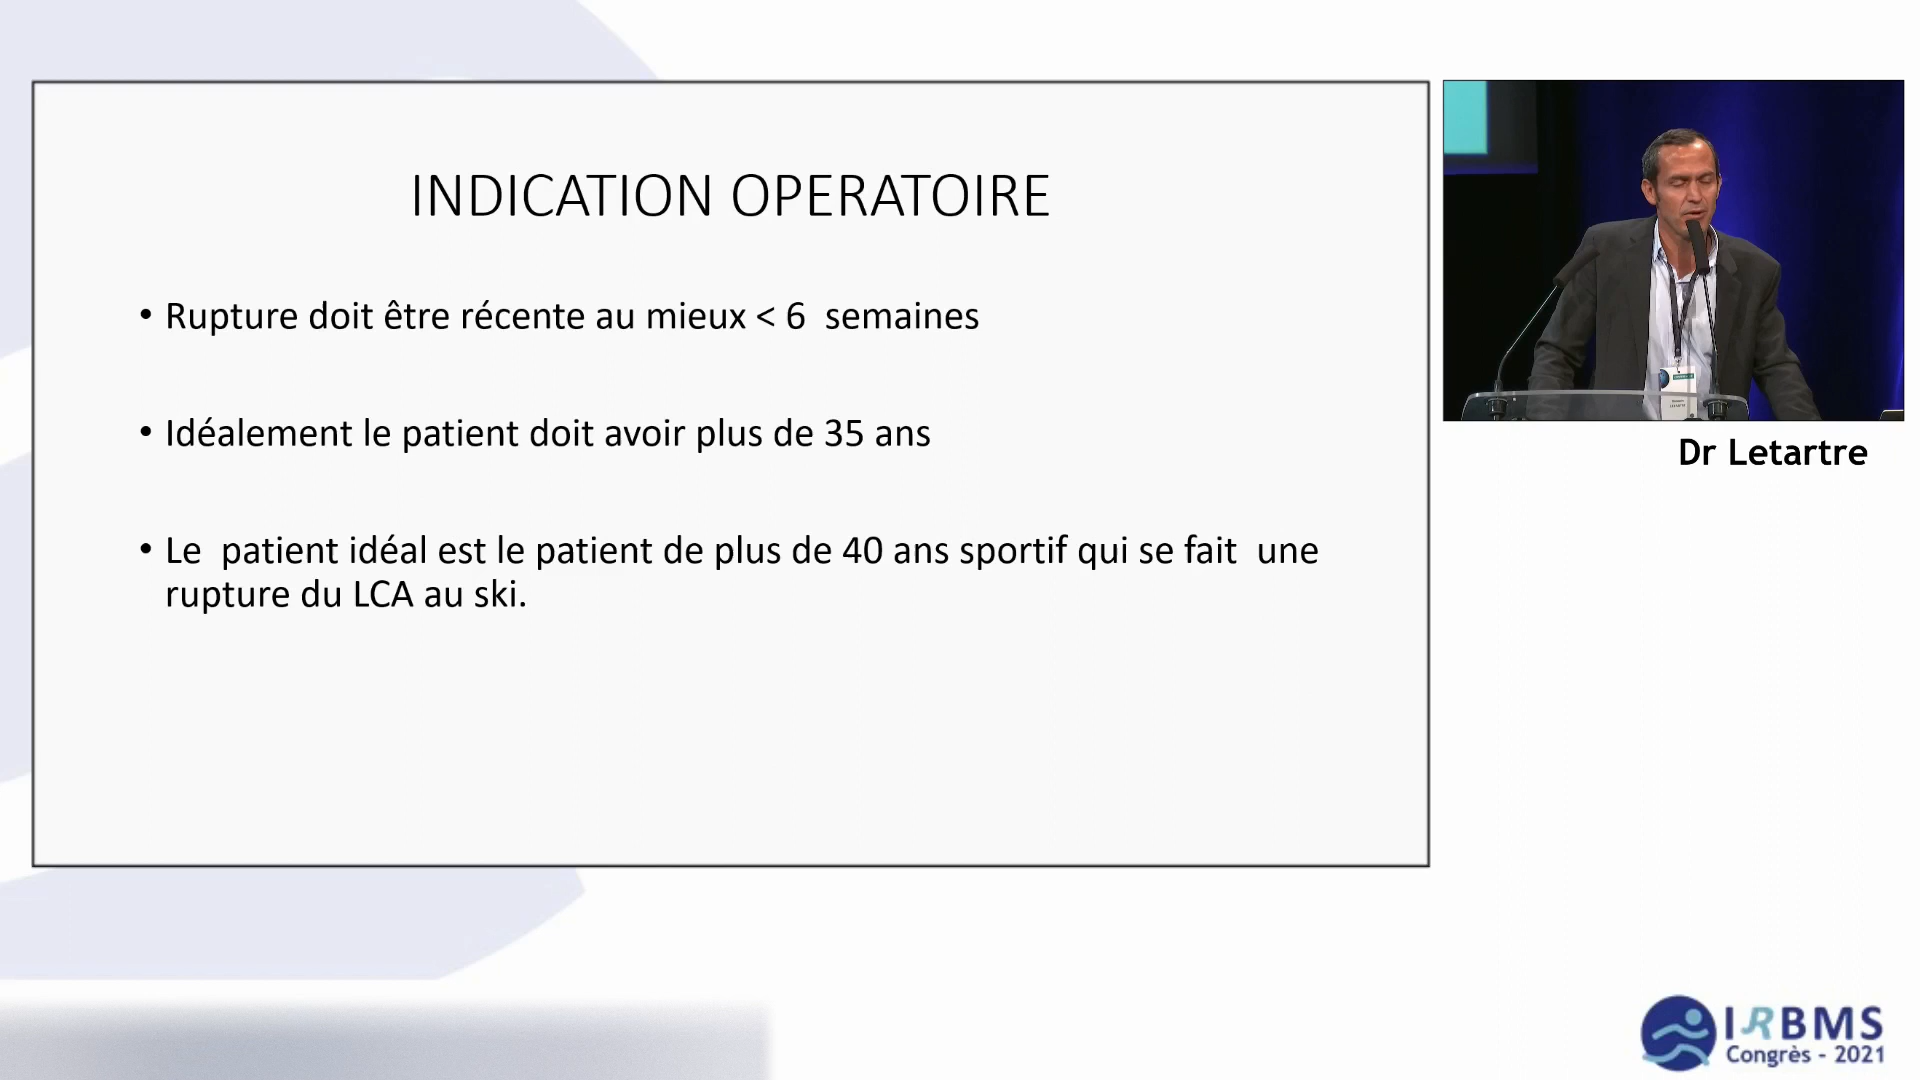 INDICATION OPERATOIRE
• Rupture doit être récente au mieux < 6 semaines
• Idéalement le patient doit avoir plus de 35 ans
• Le patient idéal est le patient de plus de 40 ans sportif qui se fait une
rupture du LCA au ski.
Dr Letartre
IRBMS
Congrès - 2021